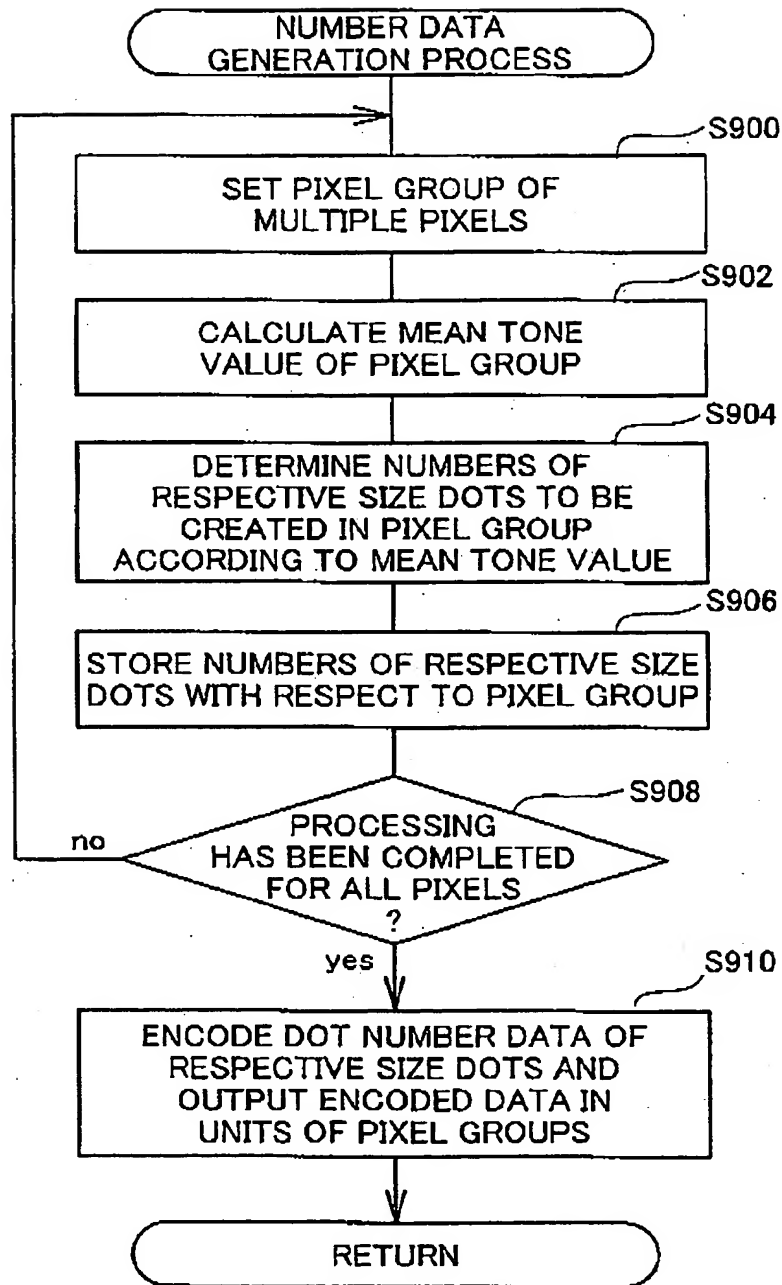 NUMBER DATA
GENERATION PROCESS
S900
SET PIXEL GROUP OF
MULTIPLE PIXELS
S902
CALCULATE MEAN TONE
VALUE OF PIXEL GROUP
S904
DETERMINE NUMBERS OF
RESPECTIVE SIZE DOTS TO BE
CREATED IN PIXEL GROUP
ACCORDING TO MEAN TONE VALUE
S906
STORE NUMBERS OF RESPECTIVE SIZE
DOTS WITH RESPECT TO PIXEL GROUP
S908
no
PROCESSING
HAS BEEN COMPLETED
FOR ALL PIXELS
?
yes
S910
ENCODE DOT NUMBER DATA OF
RESPECTIVE SIZE DOTS AND
OUTPUT ENCODED DATA IN
UNITS OF PIXEL GROUPS
RETURN